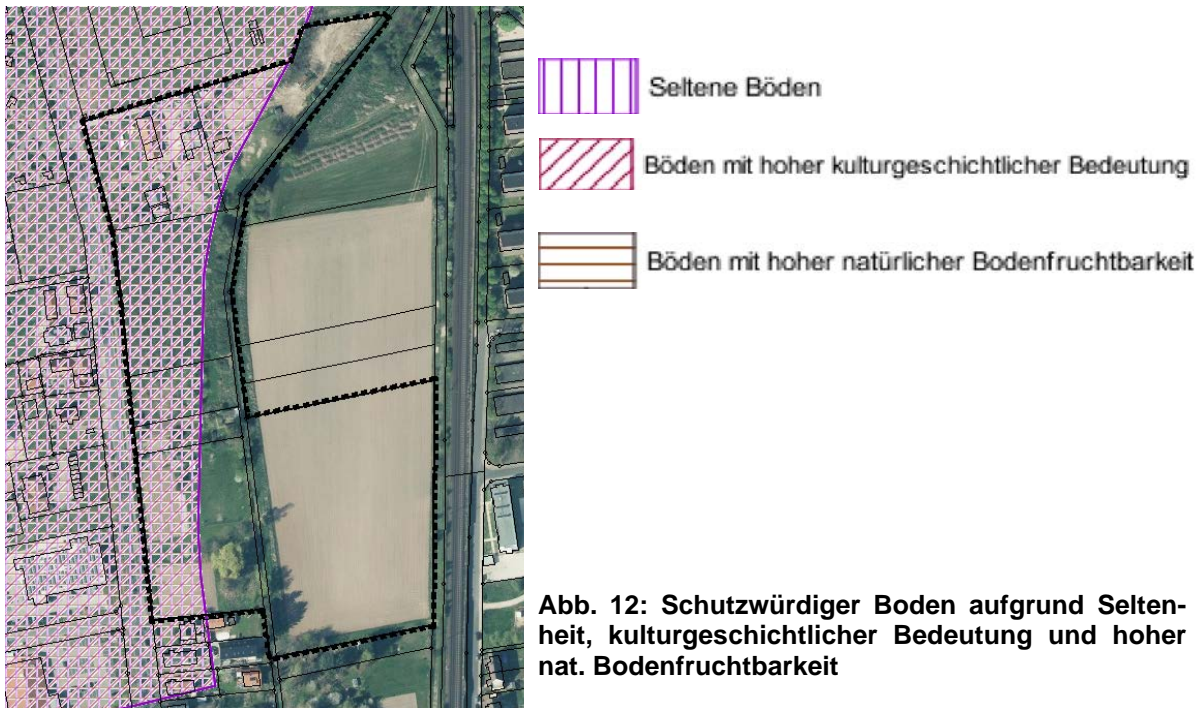 Seltene Böden
Böden mit hoher kulturgeschichtlicher Bedeutung
Böden mit hoher natürlicher Bodenfruchtbarkeit
Abb. 12: Schutzwürdiger Boden aufgrund Selten-
heit, kulturgeschichtlicher Bedeutung und hoher
nat. Bodenfruchtbarkeit